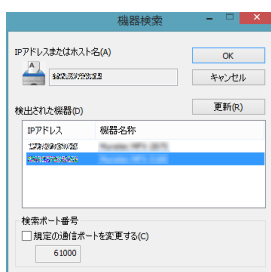 機器検索
IPアドレスまたはホスト名(A)
OK
キャンセル
検出された機器(D)
更新(R)
IPアドレス 機器名称
検索ポート番号
規定の通信ポートを変更する(C)
61000